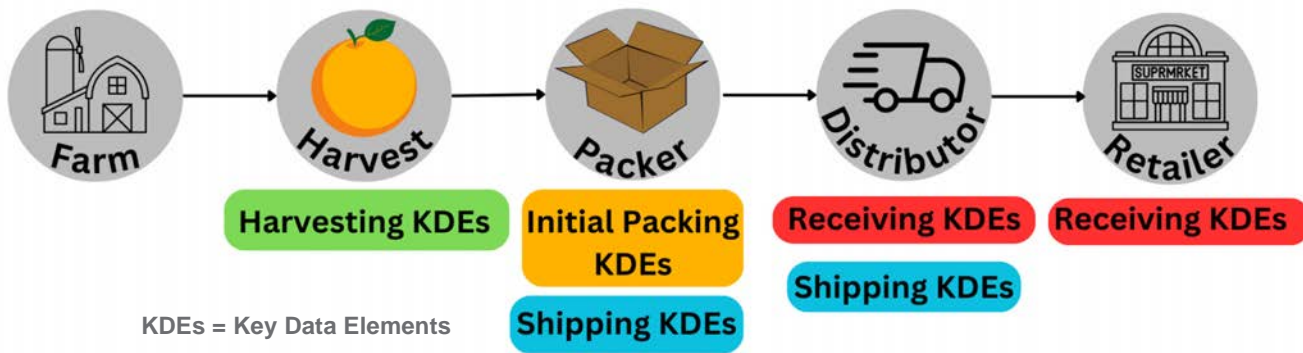 Farm
Harvest
Packer
Distributor
SUPRMRKET
Retailer
Harvesting KDEs
Initial Packing
KDEs
Shipping KDEs
Receiving KDEs
Shipping KDEs
Receiving KDEs
KDEs = Key Data Elements